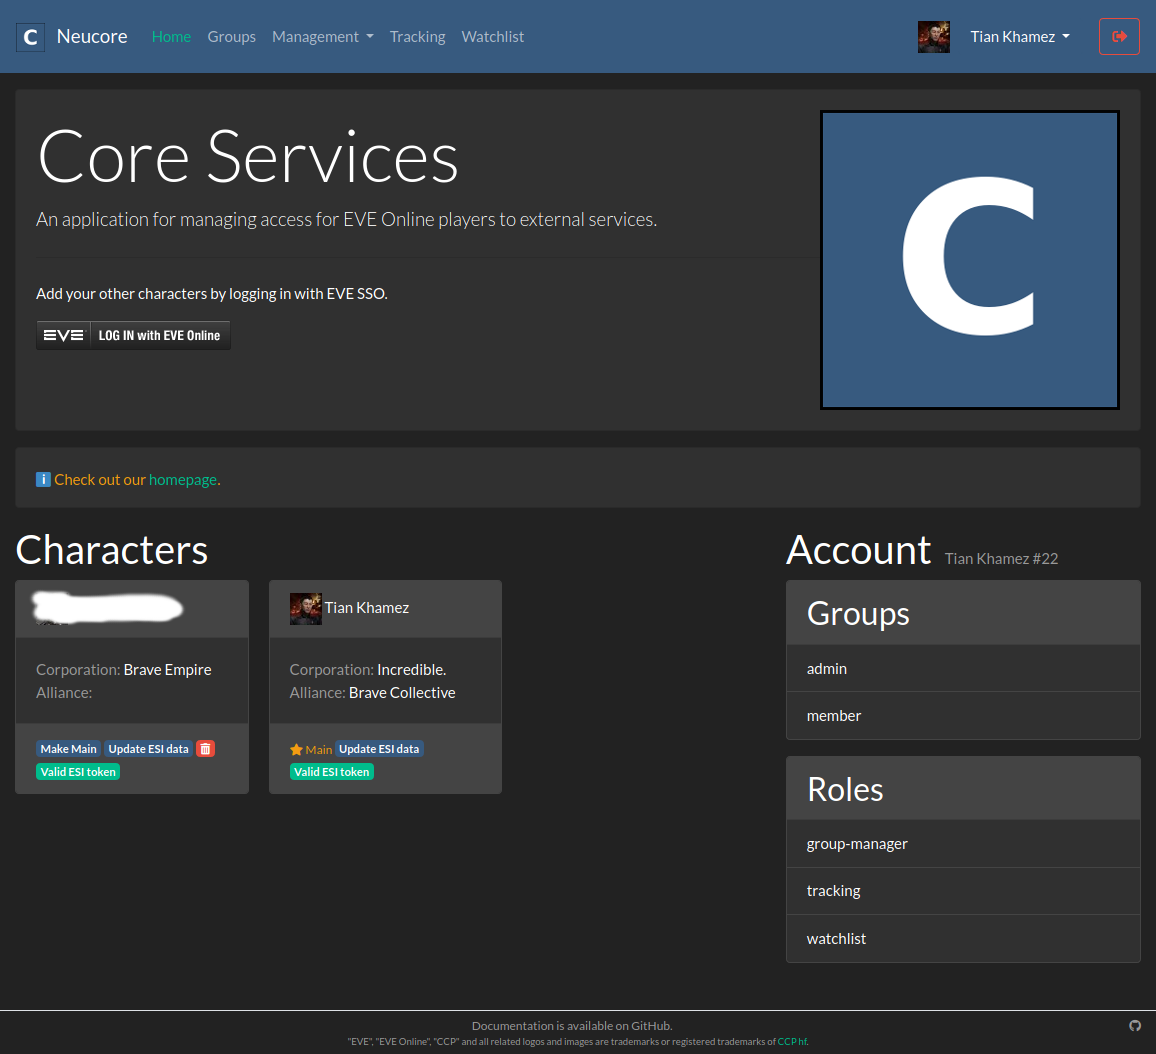 C Neucore Home Groups Management Tracking Watchlist Tian Khamez
Core Services
An application for managing access for EVE Online players to external services.
Add your other characters by logging in with EVE SSO.
EVE LOG IN with EVE Online
C
i Check out our homepage.
Characters
Corporation: Brave Empire
Alliance:
Make Main Update ESI data
Valid ESI token
Tian Khamez
Corporation: Incredible.
Alliance: Brave Collective
Main Update ESI data
Valid ESI token
Account Tian Khamez #22
Groups
admin
member
Roles
group-manager
tracking
watchlist
Documentation is available on GitHub.
"EVE", "EVE Online", "CCP" and all related logos and images are trademarks or registered trademarks of CCP hf.